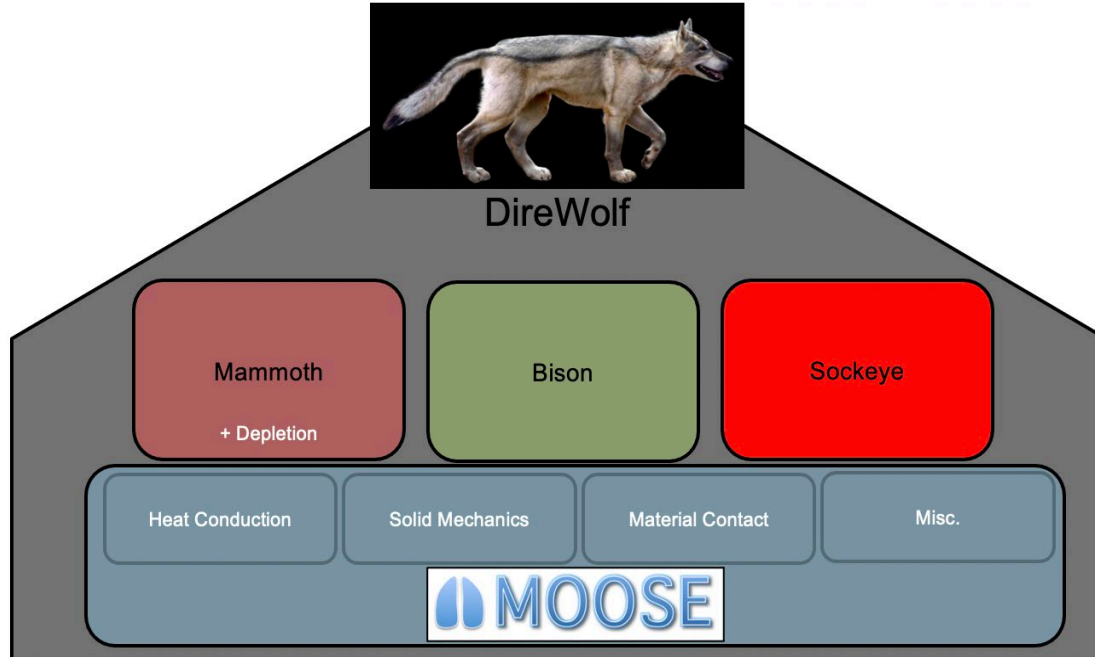 DireWolf
Mammoth
+ Depletion
Bison
Sockeye
Heat Conduction
Solid Mechanics
Material Contact
Misc.
MOOSE